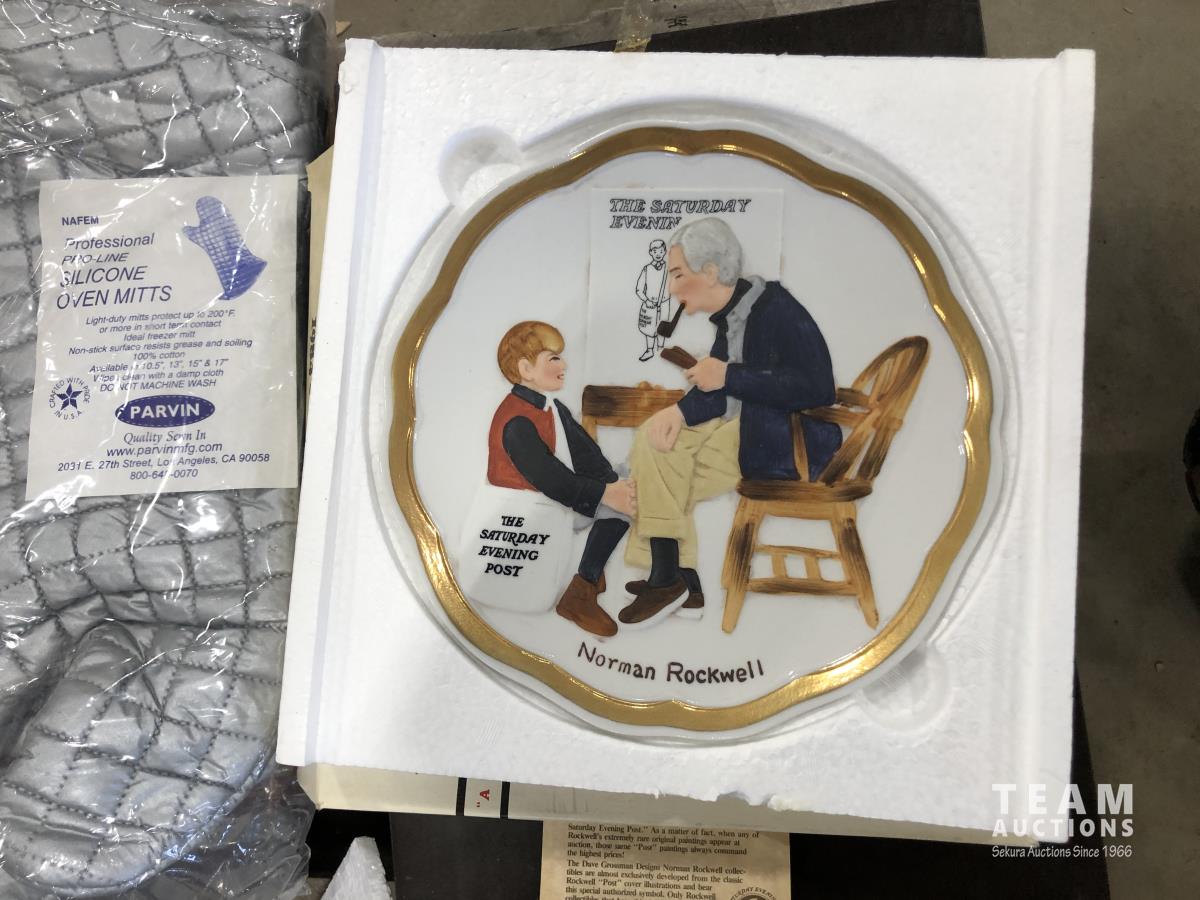 NAFEM
Professional
PRO-LINE
SILICONE
OVEN MITTS
Light-duty mitts protect up to 200°F.
or more in short term contact
Ideal freezer mitt
Non-stick surface resists grease and soiling
100% cotton
Available in 10.5", 13", 15" & 17"
Wipe clean with a damp cloth
DO NOT MACHINE WASH
CRAFTED WITH PRIDE
IN U.S.A.
PARVIN
Quality Sewn In
www.parvinmfg.com
2031 E. 27th Street, Los Angeles, CA 90058
THE SATURDAY
EVENIN
THE
SATURDAY
EVENING
POST
Norman Rockwell
"A
Saturday Evening Post." As a matter of fact, when any of
Rockwell's extremely rare original paintings appear at
auction, those same "Post" paintings always command
the highest prices!
The Dave Grossman Designs Norman Rockwell collec-
tibles are almost exclusively developed from the classic
Rockwell "Post" cover illustrations and bear
this special authorized symbol. Only Rockwell
TEAM
AUCTIONS
Sekura Auctions Since 1966